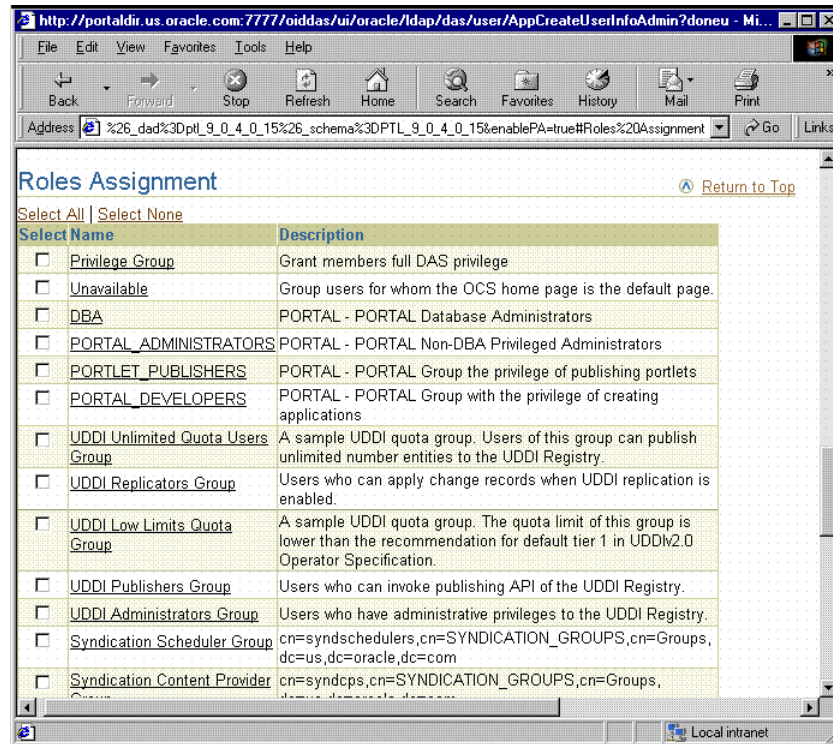 http://portaldir.us.oracle.com:7777/oiddas/ui/oracle/ldap/das/user/AppCreateUserInfoAdmin?doneu - Mi...
File Edit View Favorites Tools Help
Back Forward Stop Refresh Home Search Favorites History Mail Print
Address %26_dad%3Dptl_9_0_4_0_15%26_schema%3DPTL_9_0_4_0_15&enablePA=true#Roles%20Assignment Go Links
Roles Assignment Return to Top
Select All | Select None
Select Name Description
Privilege Group Grant members full DAS privilege
Unavailable Group users for whom the OCS home page is the default page.
DBA PORTAL - PORTAL Database Administrators
PORTAL_ADMINISTRATORS PORTAL - PORTAL Non-DBA Privileged Administrators
PORTLET_PUBLISHERS PORTAL - PORTAL Group the privilege of publishing portlets
PORTAL_DEVELOPERS PORTAL - PORTAL Group with the privilege of creating
applications
UDDI Unlimited Quota Users A sample UDDI quota group. Users of this group can publish
Group unlimited number entities to the UDDI Registry.
UDDI Replicators Group Users who can apply change records when UDDI replication is
enabled.
UDDI Low Limits Quota A sample UDDI quota group. The quota limit of this group is
Group lower than the recommendation for default tier 1 in UDDIv2.0
Operator Specification.
UDDI Publishers Group Users who can invoke publishing API of the UDDI Registry.
UDDI Administrators Group Users who have administrative privileges to the UDDI Registry.
Syndication Scheduler Group cn=syndschedulers,cn=SYNDICATION_GROUPS,cn=Groups,
dc=us,dc=oracle,dc=com
Syndication Content Provider cn=syndcps,cn=SYNDICATION_GROUPS,cn=Groups,
Local intranet